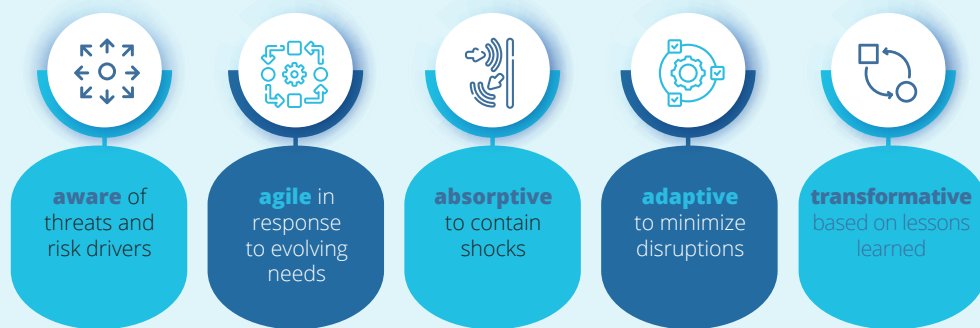 aware of
threats and
risk drivers
agile in
response
to evolving
needs
absorptive
to contain
shocks
adaptive
to minimize
disruptions
transformative
based on lessons
learned